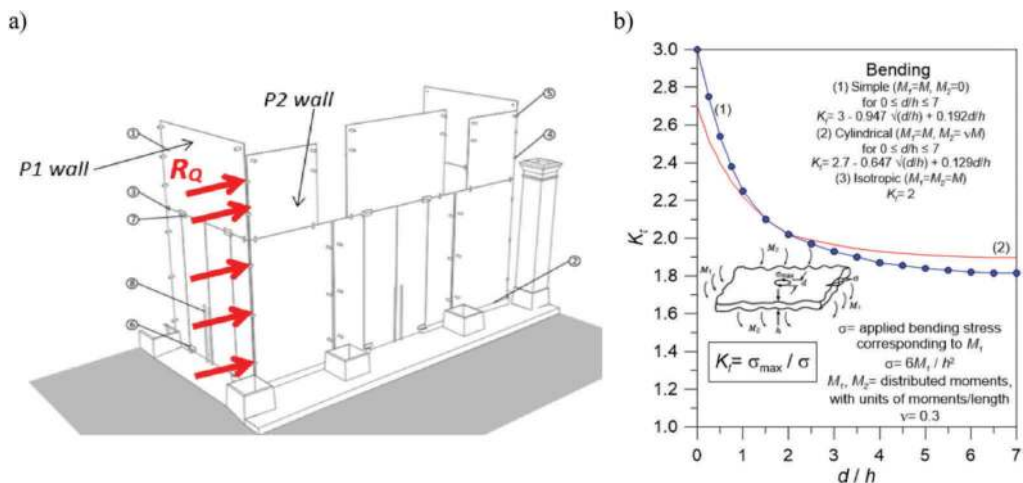 a)
P1 wall
P2 wall
R_Q
①
③
⑦
⑧
⑥
⑤
④
②
b)
3.0
2.8
2.6
2.4
2.2
2.0
1.8
1.6
1.4
1.2
1.0
K_t
0
1
2
3
4
5
6
7
d / h
(1)
(2)
Bending
(1) Simple (M₁=M, M₂=0)
for 0 ≤ d/h ≤ 7
K_t= 3 - 0.947 √(d/h) + 0.192d/h
(2) Cylindrical (M₁=M, M₂= νM)
for 0 ≤ d/h ≤ 7
K_t= 2.7 - 0.647 √(d/h) + 0.129d/h
(3) Isotropic (M₁=M₂=M)
K_t= 2
M₂
M₁
σmax
d
σ
M₁
M₂
h
K_t= σmax / σ
σ= applied bending stress
corresponding to M₁
σ= 6M₁ / h²
M₁, M₂= distributed moments,
with units of moments/length
ν= 0.3